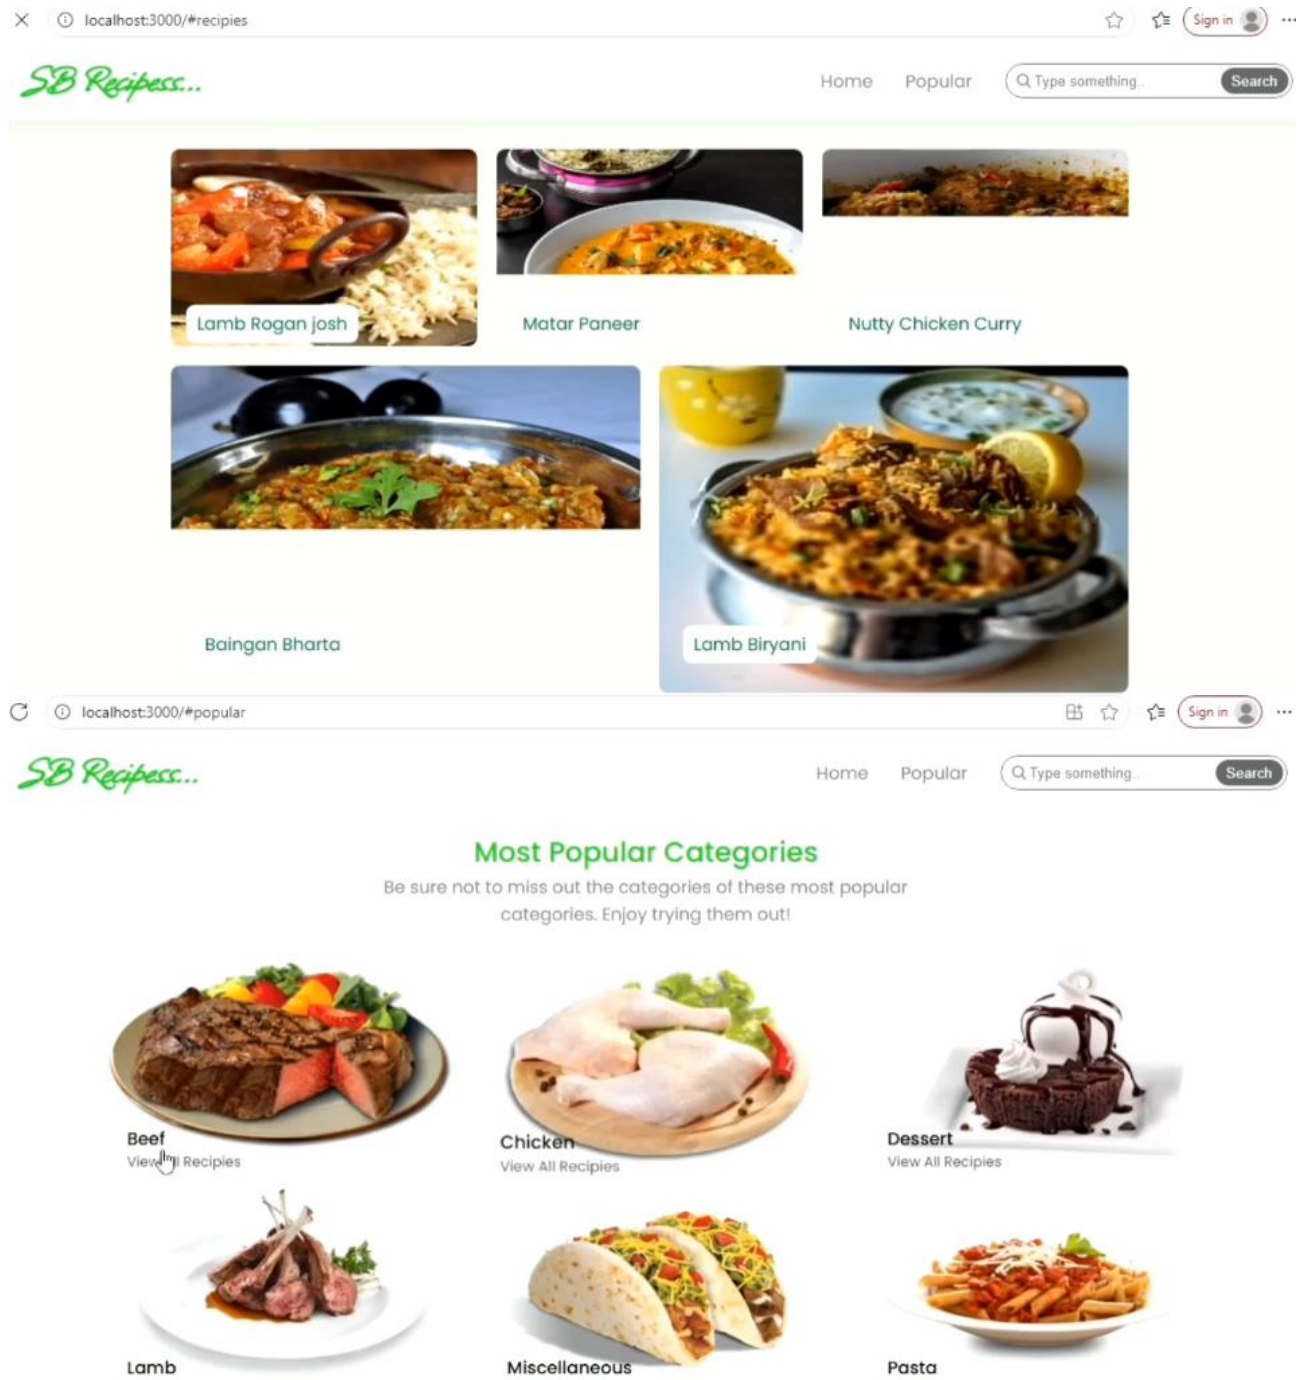 localhost:3000/#recipies
Sign in
SB Recipess...
Home Popular Type something.. Search
Lamb Rogan josh
Matar Paneer
Nutty Chicken Curry
Baingan Bharta
Lamb Biryani
localhost:3000/#popular
Sign in
SB Recipess...
Home Popular Type something.. Search
Most Popular Categories
Be sure not to miss out the categories of these most popular
categories. Enjoy trying them out!
Beef
Recipies
Chicken
View All Recipies
Dessert
View All Recipies
Lamb
Miscellaneous
Pasta